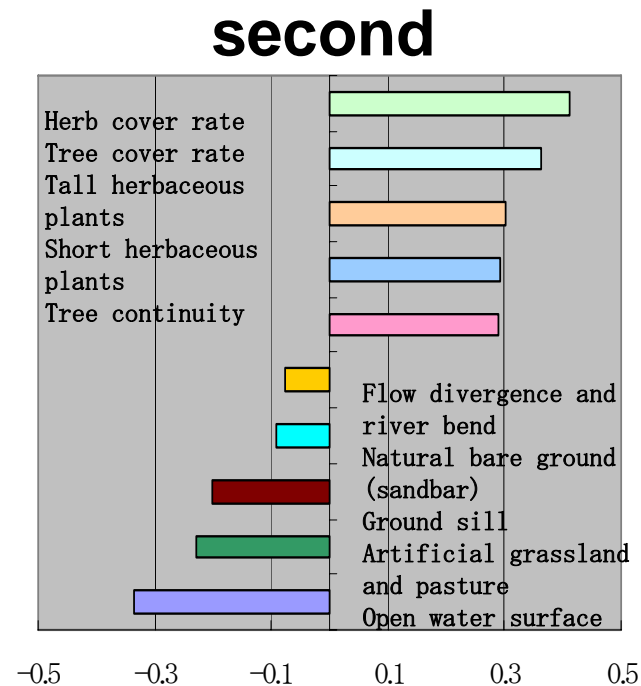 second
Herb cover rate
Tree cover rate
Tall herbaceous
plants
Short herbaceous
plants
Tree continuity
Flow divergence and
river bend
Natural bare ground
(sandbar)
Ground sill
Artificial grassland
and pasture
Open water surface
−0.5 −0.3 −0.1 0.1 0.3 0.5